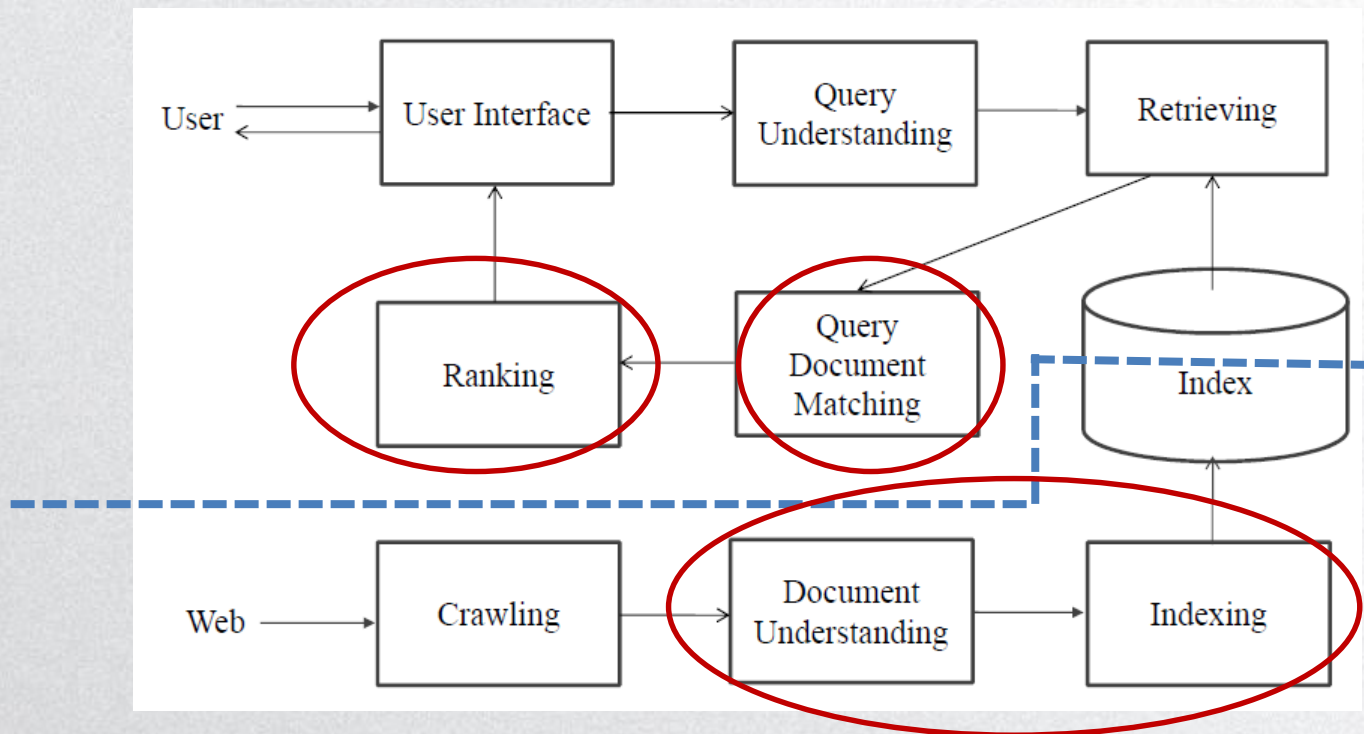 User
User Interface
Query
Understanding
Retrieving
Ranking
Query
Document
Matching
Index
Web
Crawling
Document
Understanding
Indexing